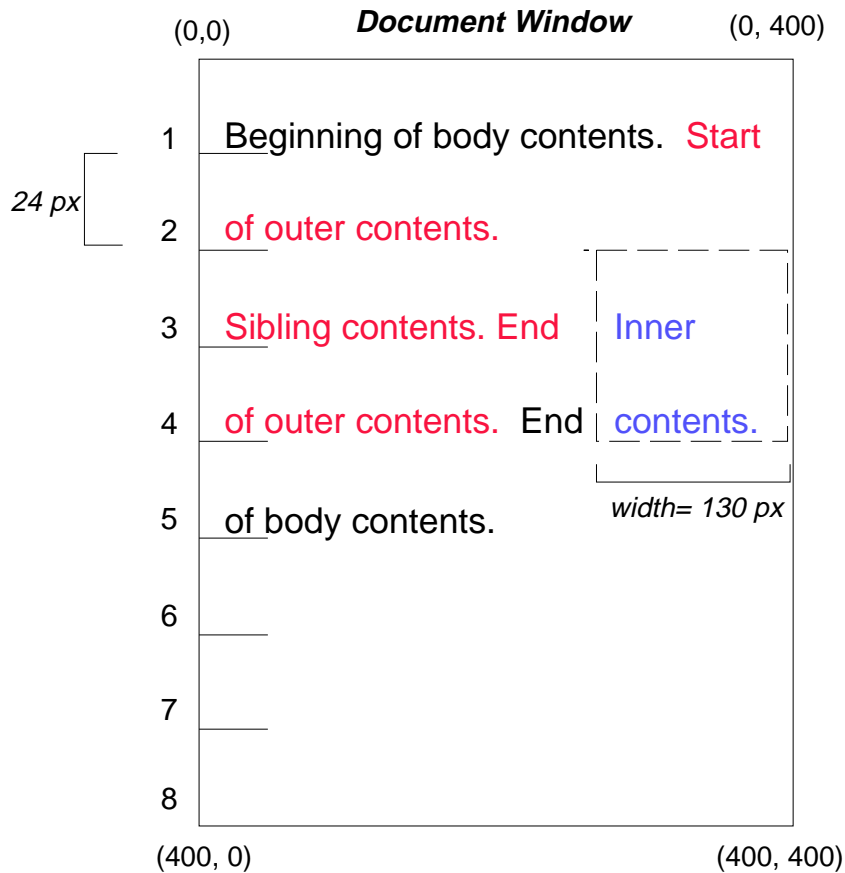 Document Window
(0,0) (0, 400)
1 Beginning of body contents. Start
24 px
2 of outer contents.
3 Sibling contents. End Inner
4 of outer contents. End contents.
width= 130 px
5 of body contents.
6
7
8
(400, 0) (400, 400)